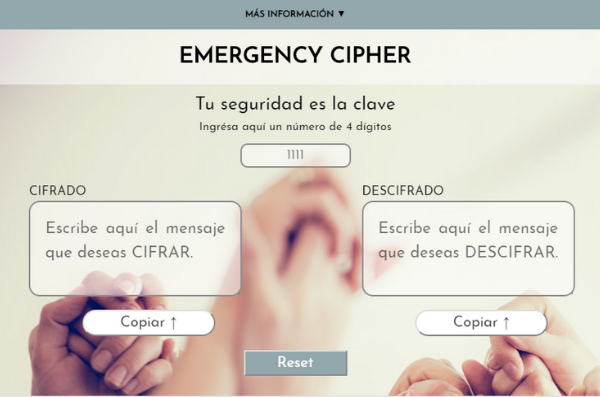 MÁS INFORMACIÓN ▼
EMERGENCY CIPHER
Tu seguridad es la clave
Ingrésa aquí un número de 4 dígitos
1111
CIFRADO
Escribe aquí el mensaje
que deseas CIFRAR.
Copiar ↑
DESCIFRADO
Escribe aquí el mensaje
que deseas DESCIFRAR.
Copiar ↑
Reset